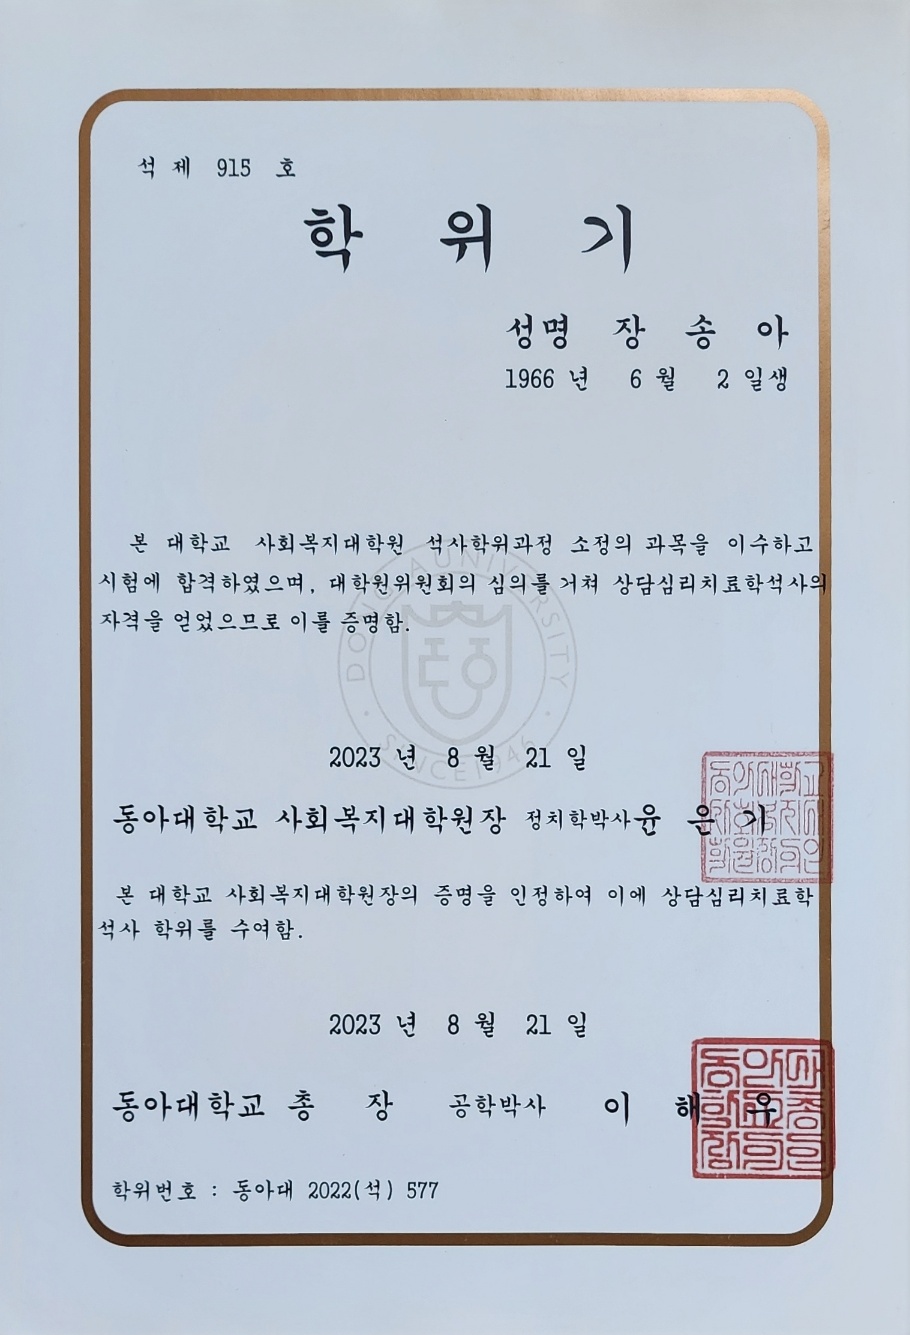 석 제 915 호
학 위 기
성명 장 송 아
1966 년 6 월 2 일생
본 대학교 사회복지대학원 석사학위과정 소정의 과목을 이수하고
시험에 합격하였으며, 대학원위원회의 심의를 거쳐 상담심리치료학석사의
자격을 얻었으므로 이를 증명함.
DONG-A UNIVERSITY
동아
SINCE 1946
2023 년 8 월 21 일
동아대학교 사회복지대학원장 정치학박사 윤 은 기
본 대학교 사회복지대학원장의 증명을 인정하여 이에 상담심리치료학
석사 학위를 수여함.
2023 년 8 월 21 일
동아대학교 총 장 공학박사 이 해 우
학위번호 : 동아대 2022(석) 577